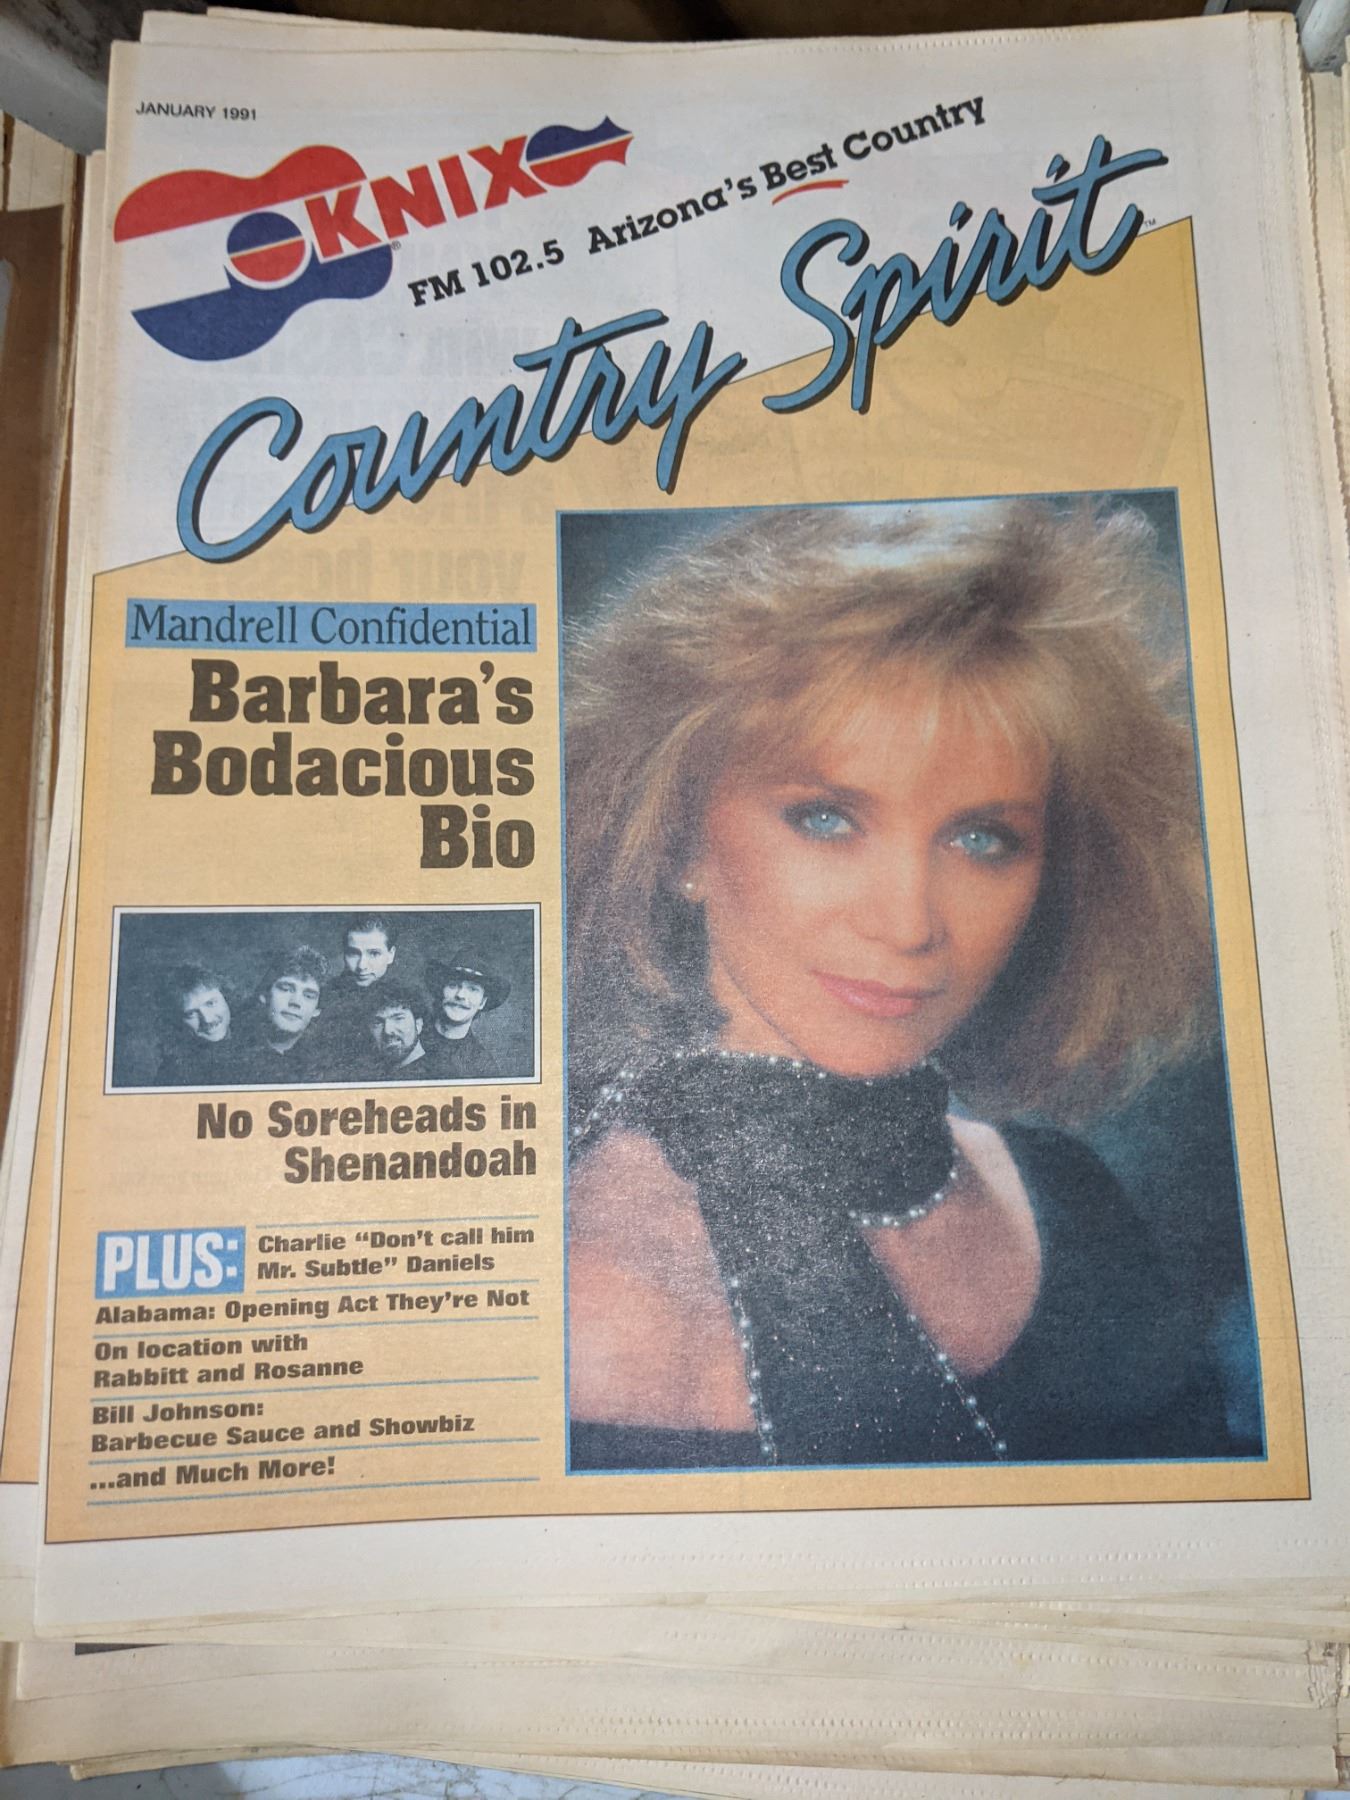 JANUARY 1991
KNIX®
FM 102.5 Arizona's Best Country
Country Spirit™
Mandrell Confidential
Barbara's
Bodacious
Bio
No Soreheads in
Shenandoah
PLUS:
Charlie "Don't call him
Mr. Subtle" Daniels
Alabama: Opening Act They're Not
On location with
Rabbitt and Rosanne
Bill Johnson:
Barbecue Sauce and Showbiz
...and Much More!